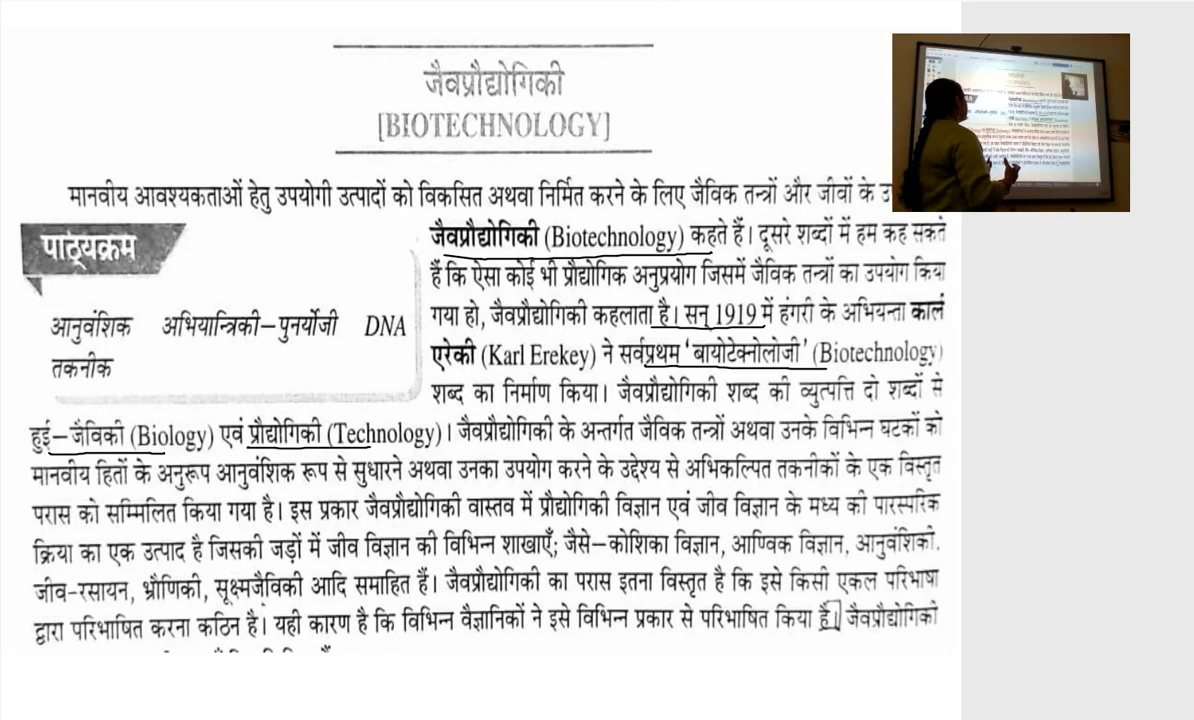 जैवप्रौद्योगिकी
[BIOTECHNOLOGY]
मानवीय आवश्यकताओं हेतु उपयोगी उत्पादों को विकसित अथवा निर्मित करने के लिए जैविक तन्त्रों और जीवों के
पाठ्यक्रम
आनुवंशिक अभियान्त्रिकी–पुनर्योजी DNA
तकनीक
जैवप्रौद्योगिकी (Biotechnology) कहते हैं। दूसरे शब्दों में हम कह सकते
हैं कि ऐसा कोई भी प्रौद्योगिक अनुप्रयोग जिसमें जैविक तन्त्रों का उपयोग किया
गया हो, जैवप्रौद्योगिकी कहलाता है। सन् 1919 में हंगरी के अभियन्ता कार्ल
एरेकी (Karl Erekey) ने सर्वप्रथम 'बायोटेक्नोलोजी' (Biotechnology)
शब्द का निर्माण किया। जैवप्रौद्योगिकी शब्द की व्युत्पत्ति दो शब्दों से
हुई–जैविकी (Biology) एवं प्रौद्योगिकी (Technology)। जैवप्रौद्योगिकी के अन्तर्गत जैविक तन्त्रों अथवा उनके विभिन्न घटकों को
मानवीय हितों के अनुरूप आनुवंशिक रूप से सुधारने अथवा उनका उपयोग करने के उद्देश्य से अभिकल्पित तकनीकों के एक विस्तृत
परास को सम्मिलित किया गया है। इस प्रकार जैवप्रौद्योगिकी वास्तव में प्रौद्योगिकी विज्ञान एवं जीव विज्ञान के मध्य की पारस्परिक
क्रिया का एक उत्पाद है जिसकी जड़ों में जीव विज्ञान की विभिन्न शाखाएँ; जैसे–कोशिका विज्ञान, आण्विक विज्ञान, आनुवंशिकी,
जीव-रसायन, भ्रौणिकी, सूक्ष्मजैविकी आदि समाहित हैं। जैवप्रौद्योगिकी का परास इतना विस्तृत है कि इसे किसी एकल परिभाषा
द्वारा परिभाषित करना कठिन है। यही कारण है कि विभिन्न वैज्ञानिकों ने इसे विभिन्न प्रकार से परिभाषित किया है। जैवप्रौद्योगिकी